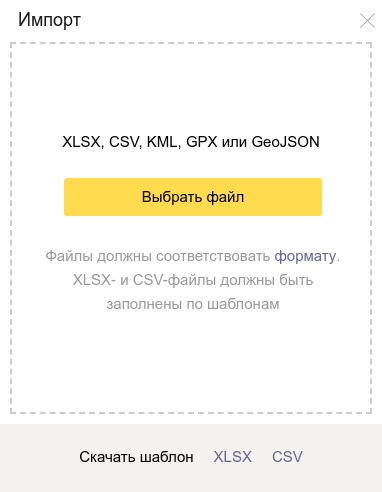 Импорт
XLSX, CSV, KML, GPX или GeoJSON
Выбрать файл
Файлы должны соответствовать формату.
XLSX- и CSV-файлы должны быть
заполнены по шаблонам
Скачать шаблон XLSX CSV